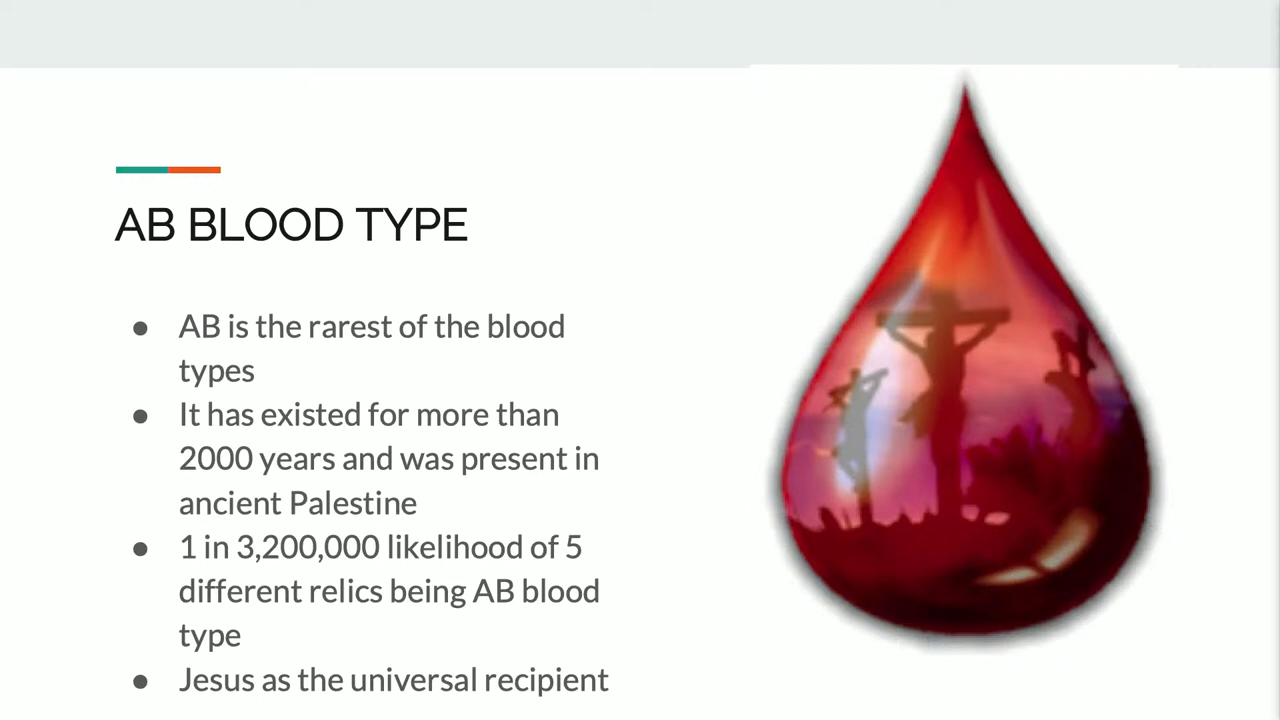 AB BLOOD TYPE
● AB is the rarest of the blood
types
● It has existed for more than
2000 years and was present in
ancient Palestine
● 1 in 3,200,000 likelihood of 5
different relics being AB blood
type
● Jesus as the universal recipient